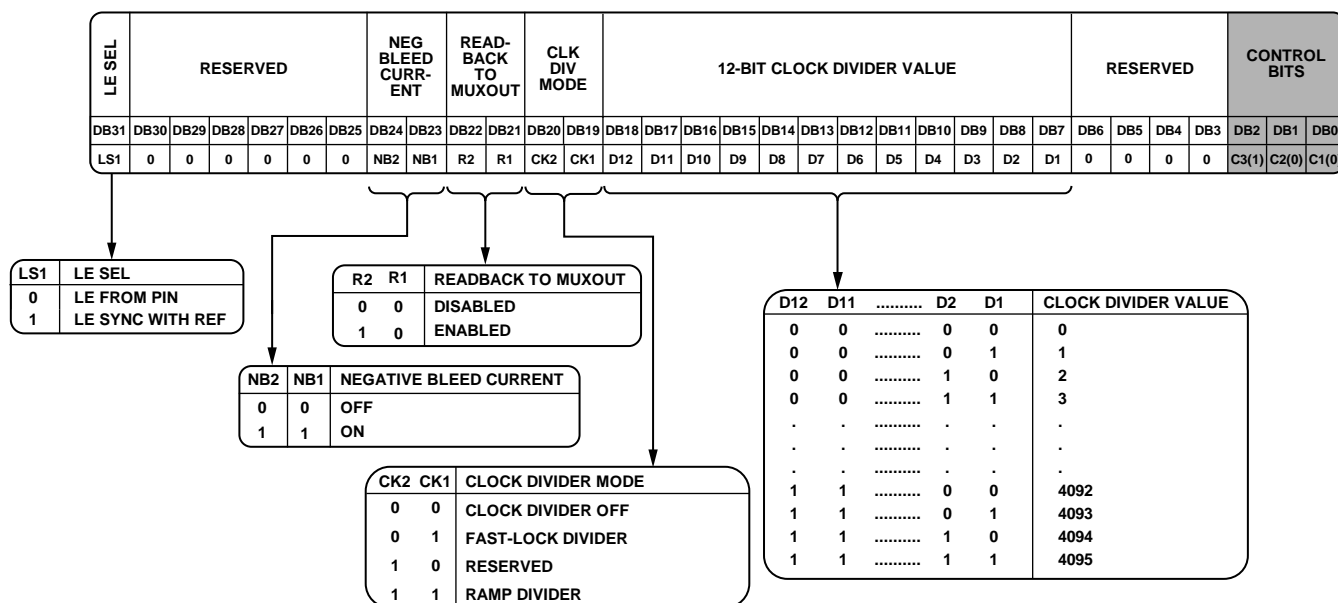 LE SEL
RESERVED
NEG BLEED CURR- ENT
READ- BACK TO MUXOUT
CLK DIV MODE
12-BIT CLOCK DIVIDER VALUE
RESERVED
CONTROL BITS
DB31 DB30 DB29 DB28 DB27 DB26 DB25 DB24 DB23 DB22 DB21 DB20 DB19 DB18 DB17 DB16 DB15 DB14 DB13 DB12 DB11 DB10 DB9 DB8 DB7 DB6 DB5 DB4 DB3 DB2 DB1 DB0
LS1 0 0 0 0 0 0 NB2 NB1 R2 R1 CK2 CK1 D12 D11 D10 D9 D8 D7 D6 D5 D4 D3 D2 D1 0 0 0 0 C3(1) C2(0) C1(0
LS1 LE SEL
0 LE FROM PIN
1 LE SYNC WITH REF
R2 R1 READBACK TO MUXOUT
0 0 DISABLED
1 0 ENABLED
NB2 NB1 NEGATIVE BLEED CURRENT
0 0 OFF
1 1 ON
CK2 CK1 CLOCK DIVIDER MODE
0 0 CLOCK DIVIDER OFF
0 1 FAST-LOCK DIVIDER
1 0 RESERVED
1 1 RAMP DIVIDER
D12 D11 .......... D2 D1 CLOCK DIVIDER VALUE
0 0 .......... 0 0 0
0 0 .......... 0 1 1
0 0 .......... 1 0 2
0 0 .......... 1 1 3
. . .......... . . .
. . .......... . . .
. . .......... . . .
1 1 .......... 0 0 4092
1 1 .......... 0 1 4093
1 1 .......... 1 0 4094
1 1 .......... 1 1 4095